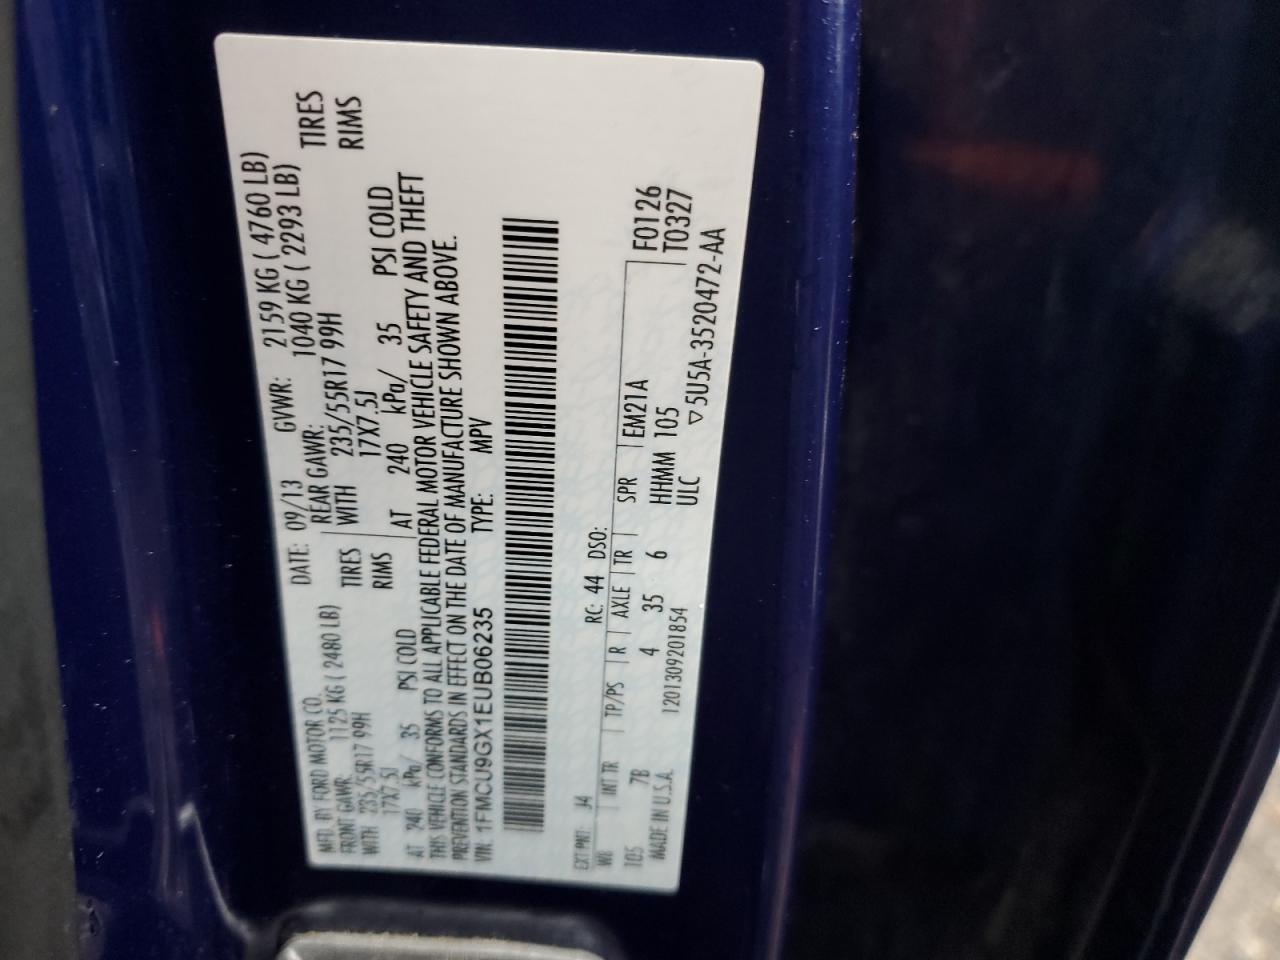 MFD. BY FORD MOTOR CO. DATE: 09/13 GVWR: 2159 KG ( 4760 LB)
FRONT GAWR: 1125 KG ( 2480 LB) REAR GAWR: 1040 KG ( 2293 LB)
WITH 235/55R17 99H TIRES WITH 235/55R17 99H TIRES
17X7.5J RIMS 17X7.5J RIMS
AT 240 kPa/ 35 PSI COLD AT 240 kPa/ 35 PSI COLD
THIS VEHICLE CONFORMS TO ALL APPLICABLE FEDERAL MOTOR VEHICLE SAFETY AND THEFT
PREVENTION STANDARDS IN EFFECT ON THE DATE OF MANUFACTURE SHOWN ABOVE.
VIN: 1FMCU9GX1EUB06235 TYPE: MPV
EXT PNT: J4 RC: 44 DSO:
WB INT TR TP/PS R AXLE TR SPR EM21A F0126
105 7B 4 35 6 HHMM 105 T0327
MADE IN U.S.A. 1201309201854 ULC ▽5U5A-3520472-AA